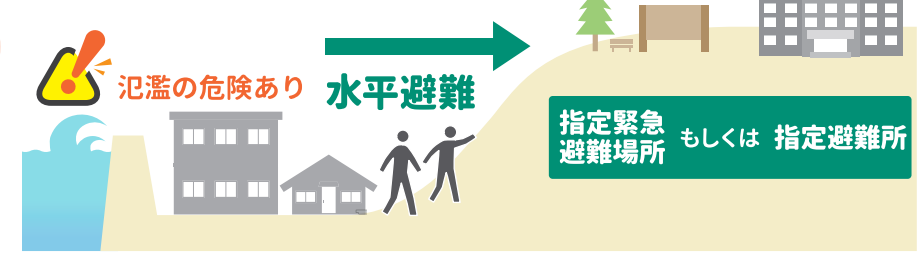 氾濫の危険あり
水平避難
指定緊急
避難場所
もしくは
指定避難所